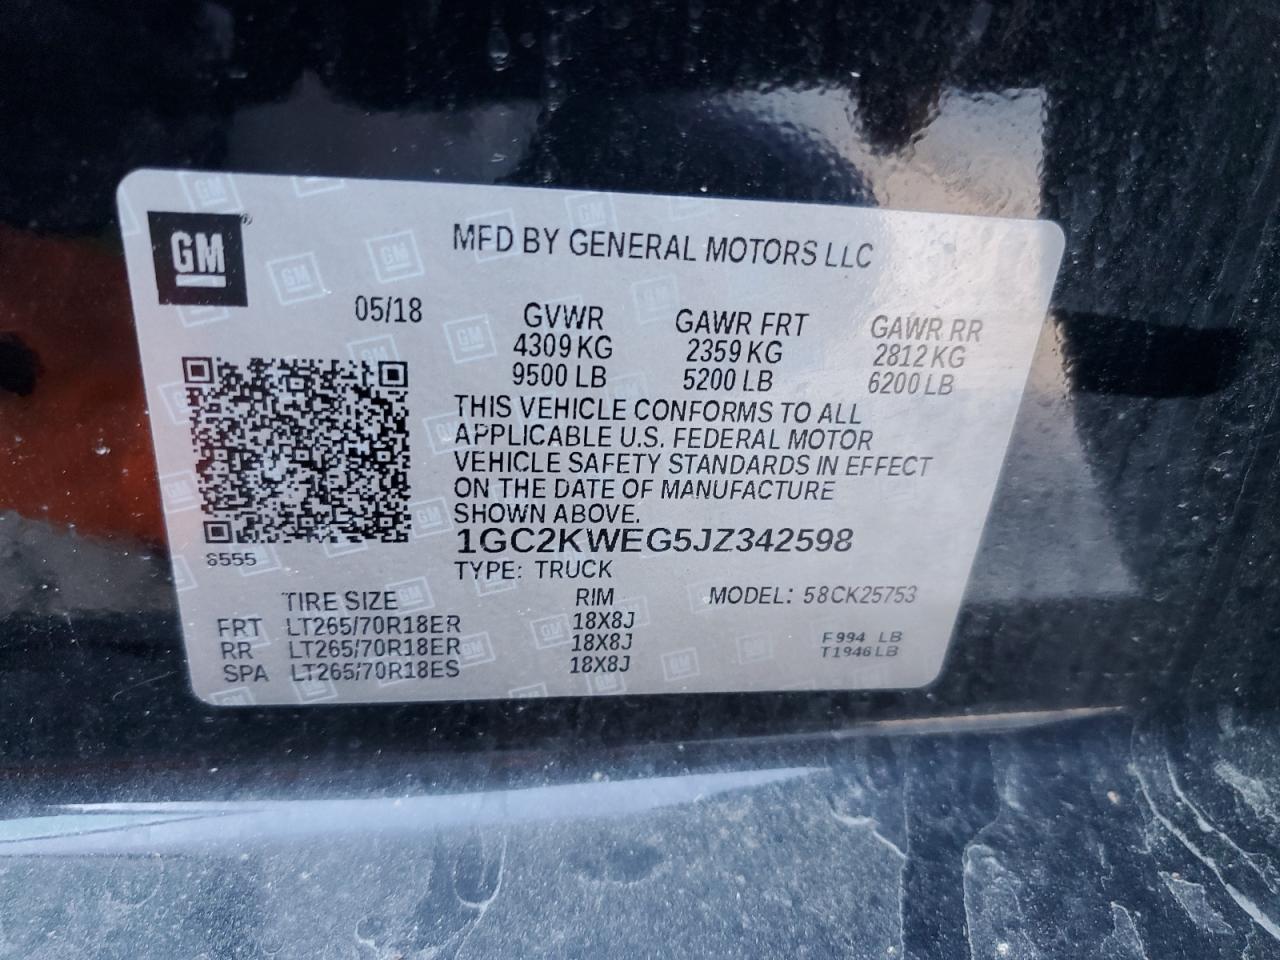 GM®
MFD BY GENERAL MOTORS LLC
05/18 GVWR GAWR FRT GAWR RR
4309 KG 2359 KG 2812 KG
9500 LB 5200 LB 6200 LB
THIS VEHICLE CONFORMS TO ALL
APPLICABLE U.S. FEDERAL MOTOR
VEHICLE SAFETY STANDARDS IN EFFECT
ON THE DATE OF MANUFACTURE
SHOWN ABOVE.
1GC2KWEG5JZ342598
8555
TYPE: TRUCK
TIRE SIZE RIM MODEL: 58CK25753
FRT LT265/70R18ER 18X8J
RR LT265/70R18ER 18X8J
SPA LT265/70R18ES 18X8J
F994 LB
T1946LB